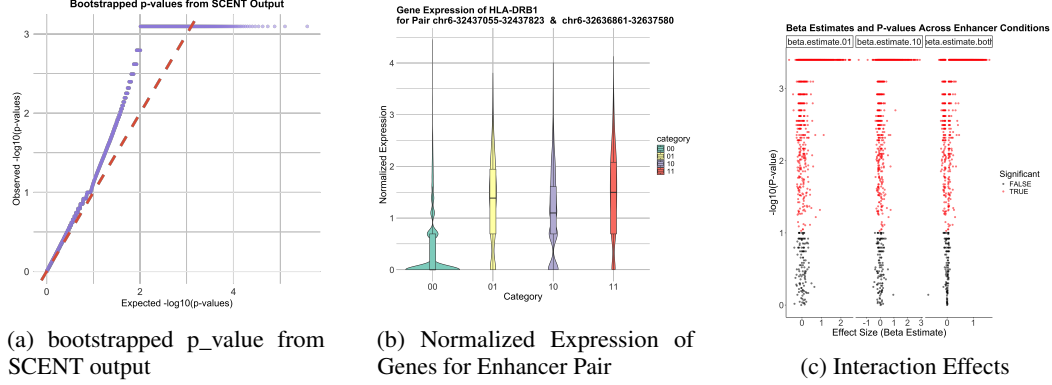 Bootstrapped p-values from SCENT Output
Observed -log10(p-values)
3
2
1
0
0
2
4
Expected -log10(p-values)
(a) bootstrapped p_value from
SCENT output
Gene Expression of HLA-DRB1
for Pair chr6-32437055-32437823 & chr6-32636861-32637580
Normalized Expression
4
3
2
1
0
00
01
10
11
Category
category
00
01
10
11
(b) Normalized Expression of
Genes for Enhancer Pair
Beta Estimates and P-values Across Enhancer Conditions
beta.estimate.01
beta.estimate.10
beta.estimate.both
-log10(P-value)
3
2
1
0
0 1 2
-1 0 1 2 3
0 1
Effect Size (Beta Estimate)
Significant
FALSE
TRUE
(c) Interaction Effects